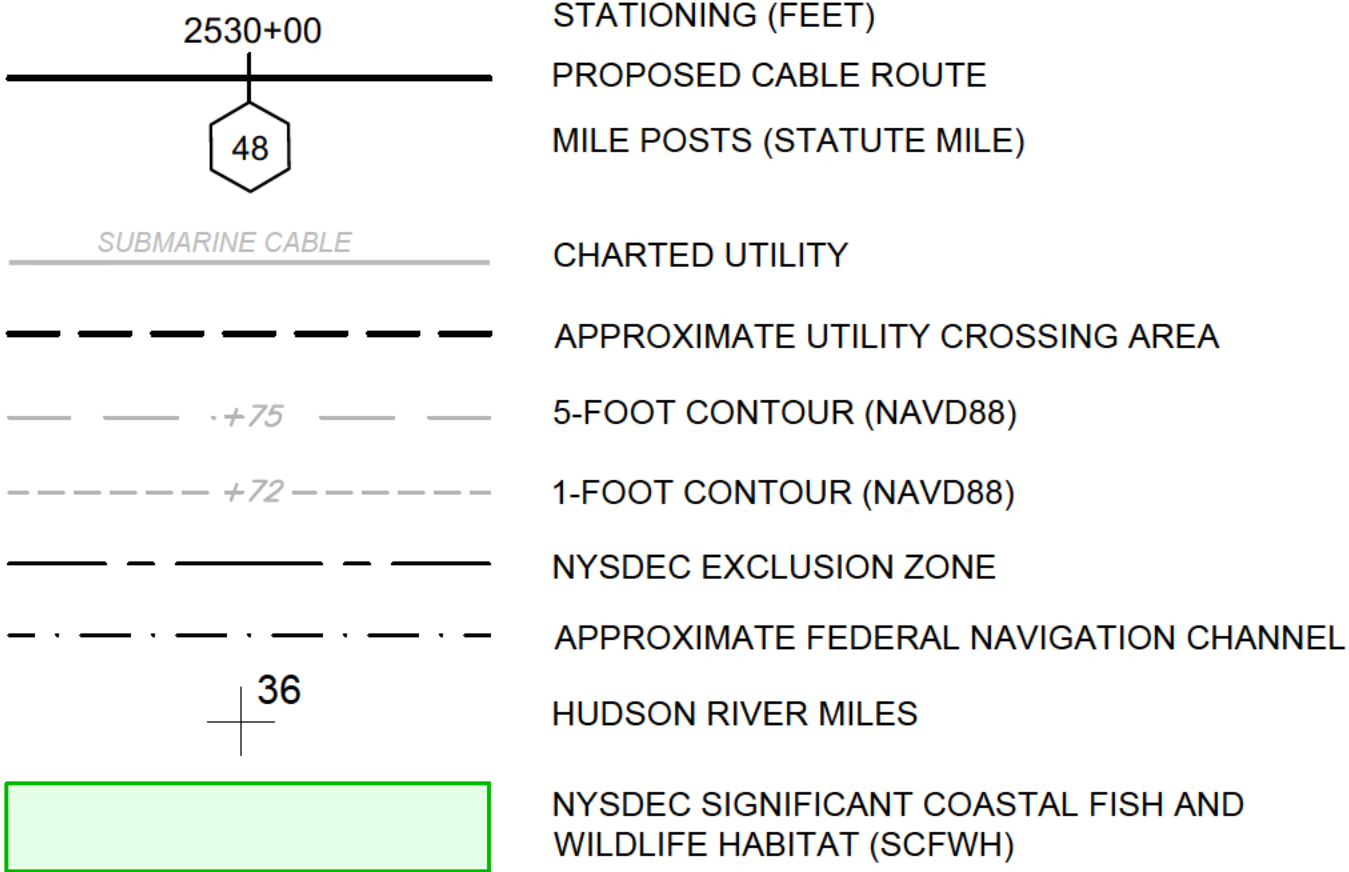 2530+00
STATIONING (FEET)
PROPOSED CABLE ROUTE
48
MILE POSTS (STATUTE MILE)
SUBMARINE CABLE
CHARTED UTILITY
APPROXIMATE UTILITY CROSSING AREA
+75
5-FOOT CONTOUR (NAVD88)
+72
1-FOOT CONTOUR (NAVD88)
NYSDEC EXCLUSION ZONE
APPROXIMATE FEDERAL NAVIGATION CHANNEL
36
HUDSON RIVER MILES
NYSDEC SIGNIFICANT COASTAL FISH AND
WILDLIFE HABITAT (SCFWH)